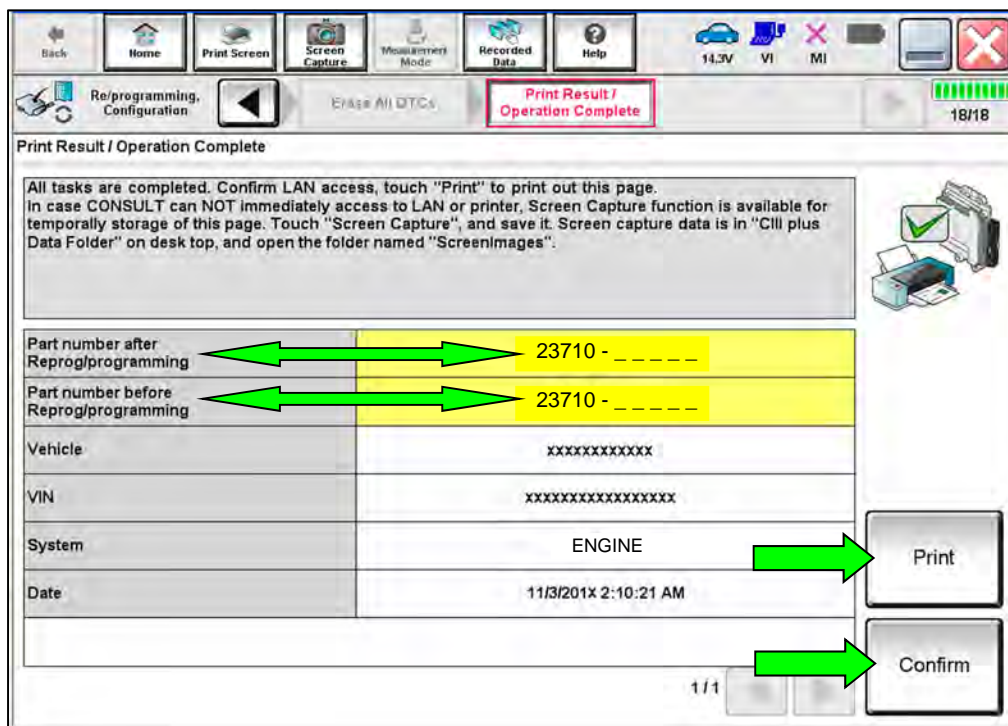 Back Home Print Screen Screen Capture Measurement Mode Recorded Data Help 14.3V VI MI
Re/programming, Configuration Erase All DTCs Print Result / Operation Complete 18/18
Print Result / Operation Complete
All tasks are completed. Confirm LAN access, touch "Print" to print out this page.
In case CONSULT can NOT immediately access to LAN or printer, Screen Capture function is available for
temporally storage of this page. Touch "Screen Capture", and save it. Screen capture data is in "CIII plus
Data Folder" on desk top, and open the folder named "ScreenImages".
Part number after
Reprog/programming
23710 - _ _ _ _ _
Part number before
Reprog/programming
23710 - _ _ _ _ _
Vehicle xxxxxxxxxxxx
VIN xxxxxxxxxxxxxxxxx
System ENGINE
Date 11/3/201X 2:10:21 AM
Print
Confirm
1/1